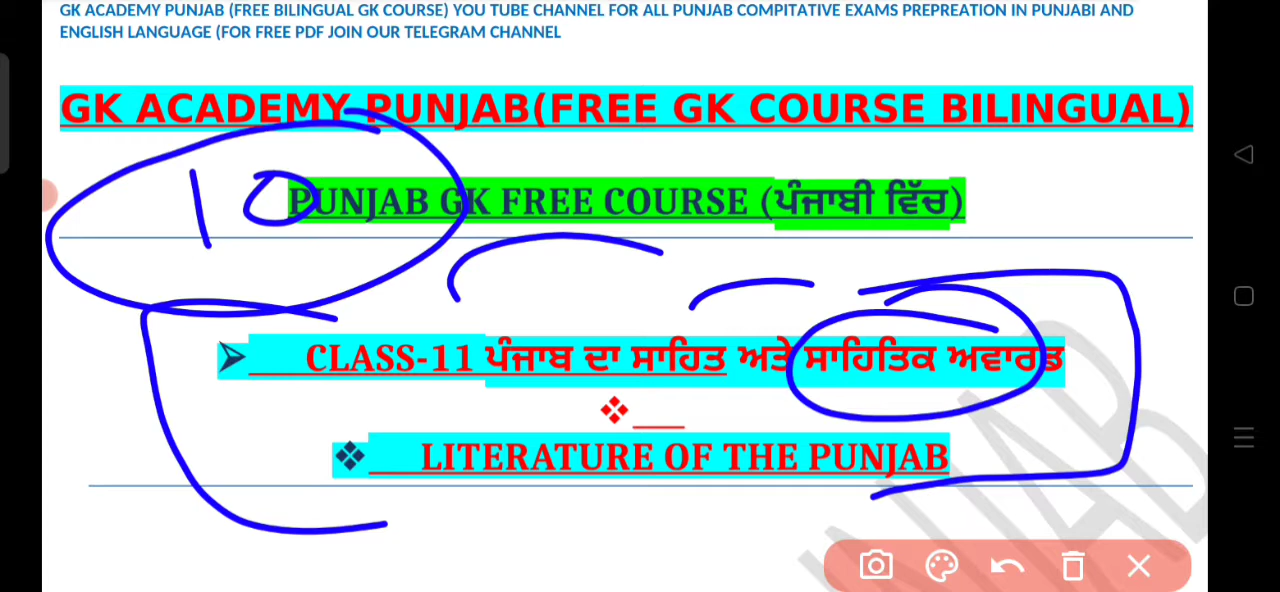 GK ACADEMY PUNJAB (FREE BILINGUAL GK COURSE) YOU TUBE CHANNEL FOR ALL PUNJAB COMPITATIVE EXAMS PREPREATION IN PUNJABI AND
ENGLISH LANGUAGE (FOR FREE PDF JOIN OUR TELEGRAM CHANNEL
GK ACADEMY PUNJAB(FREE GK COURSE BILINGUAL)
10
PUNJAB GK FREE COURSE (ਪੰਜਾਬੀ ਵਿੱਚ)
CLASS-11 ਪੰਜਾਬ ਦਾ ਸਾਹਿਤ ਅਤੇ ਸਾਹਿਤਿਕ ਅਵਾਰਡ
LITERATURE OF THE PUNJAB